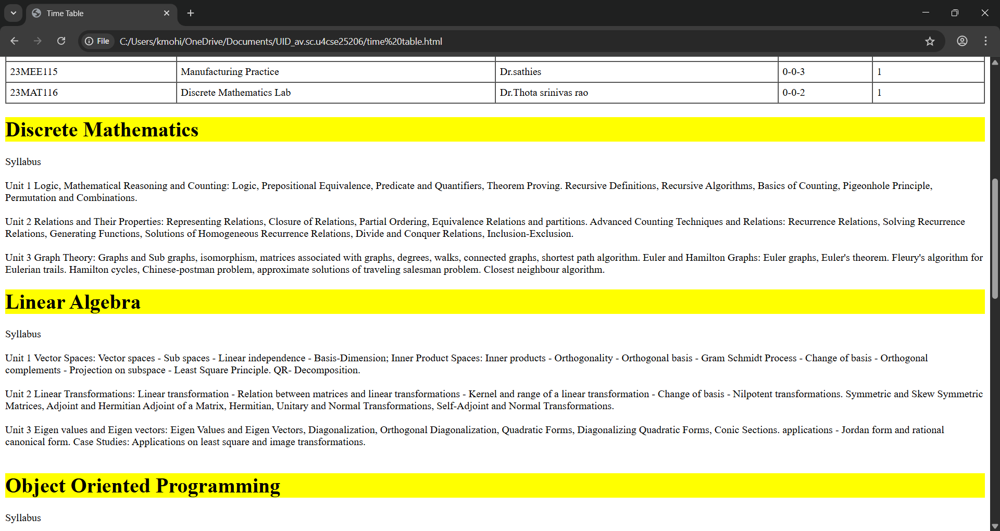 Time Table
File C:/Users/kmohi/OneDrive/Documents/UID_av.sc.u4cse25206/time%20table.html
23MEE115 Manufacturing Practice Dr.sathies 0-0-3 1
23MAT116 Discrete Mathematics Lab Dr.Thota srinivas rao 0-0-2 1
Discrete Mathematics
Syllabus
Unit 1 Logic, Mathematical Reasoning and Counting: Logic, Prepositional Equivalence, Predicate and Quantifiers, Theorem Proving. Recursive Definitions, Recursive Algorithms, Basics of Counting, Pigeonhole Principle,
Permutation and Combinations.
Unit 2 Relations and Their Properties: Representing Relations, Closure of Relations, Partial Ordering, Equivalence Relations and partitions. Advanced Counting Techniques and Relations: Recurrence Relations, Solving Recurrence
Relations, Generating Functions, Solutions of Homogeneous Recurrence Relations, Divide and Conquer Relations, Inclusion-Exclusion.
Unit 3 Graph Theory: Graphs and Sub graphs, isomorphism, matrices associated with graphs, degrees, walks, connected graphs, shortest path algorithm. Euler and Hamilton Graphs: Euler graphs, Euler's theorem. Fleury's algorithm for
Eulerian trails. Hamilton cycles, Chinese-postman problem, approximate solutions of traveling salesman problem. Closest neighbour algorithm.
Linear Algebra
Syllabus
Unit 1 Vector Spaces: Vector spaces - Sub spaces - Linear independence - Basis-Dimension; Inner Product Spaces: Inner products - Orthogonality - Orthogonal basis - Gram Schmidt Process - Change of basis - Orthogonal
complements - Projection on subspace - Least Square Principle. QR- Decomposition.
Unit 2 Linear Transformations: Linear transformation - Relation between matrices and linear transformations - Kernel and range of a linear transformation - Change of basis - Nilpotent transformations. Symmetric and Skew Symmetric
Matrices, Adjoint and Hermitian Adjoint of a Matrix, Hermitian, Unitary and Normal Transformations, Self-Adjoint and Normal Transformations.
Unit 3 Eigen values and Eigen vectors: Eigen Values and Eigen Vectors, Diagonalization, Orthogonal Diagonalization, Quadratic Forms, Diagonalizing Quadratic Forms, Conic Sections. applications - Jordan form and rational
canonical form. Case Studies: Applications on least square and image transformations.
Object Oriented Programming
Syllabus